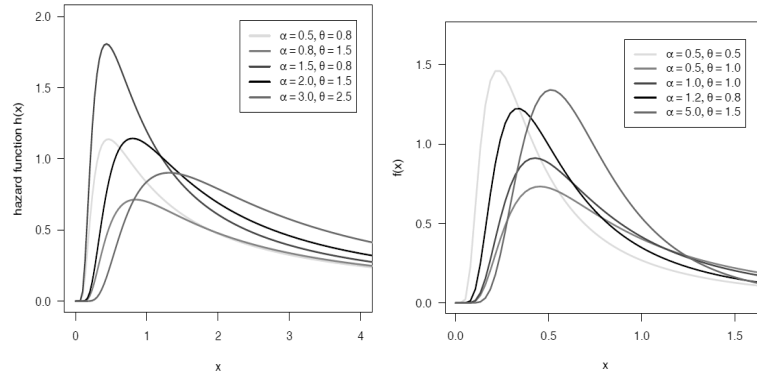 hazard function h(x)
2.0
1.5
1.0
0.5
0.0
α = 0.5, θ = 0.8
α = 0.8, θ = 1.5
α = 1.5, θ = 0.8
α = 2.0, θ = 1.5
α = 3.0, θ = 2.5
0 1 2 3 4
x
f(x)
1.5
1.0
0.5
0.0
α = 0.5, θ = 0.5
α = 0.5, θ = 1.0
α = 1.0, θ = 1.0
α = 1.2, θ = 0.8
α = 5.0, θ = 1.5
0.0 0.5 1.0 1.5
x